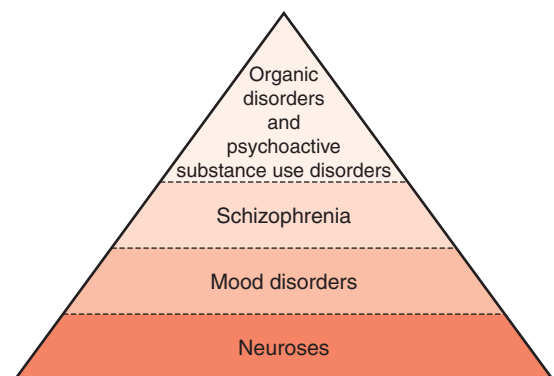 Organic
disorders
and
psychoactive
substance use disorders
Schizophrenia
Mood disorders
Neuroses